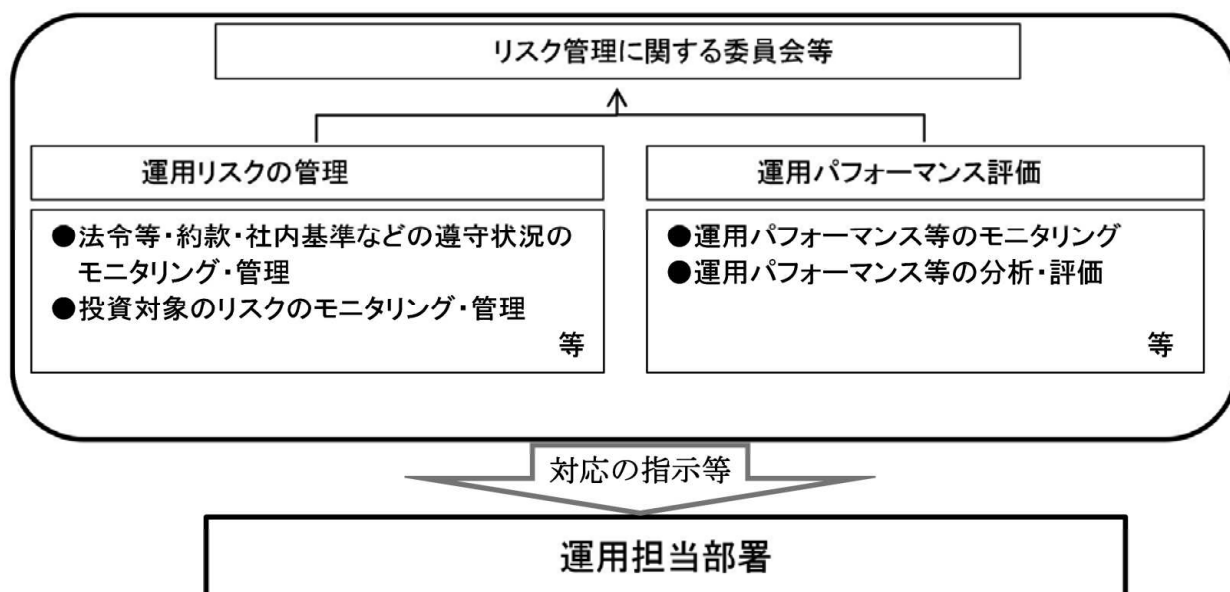 リスク管理に関する委員会等
運用リスクの管理
●法令等・約款・社内基準などの遵守状況の
モニタリング・管理
●投資対象のリスクのモニタリング・管理
等
運用パフォーマンス評価
●運用パフォーマンス等のモニタリング
●運用パフォーマンス等の分析・評価
等
対応の指示等
運用担当部署